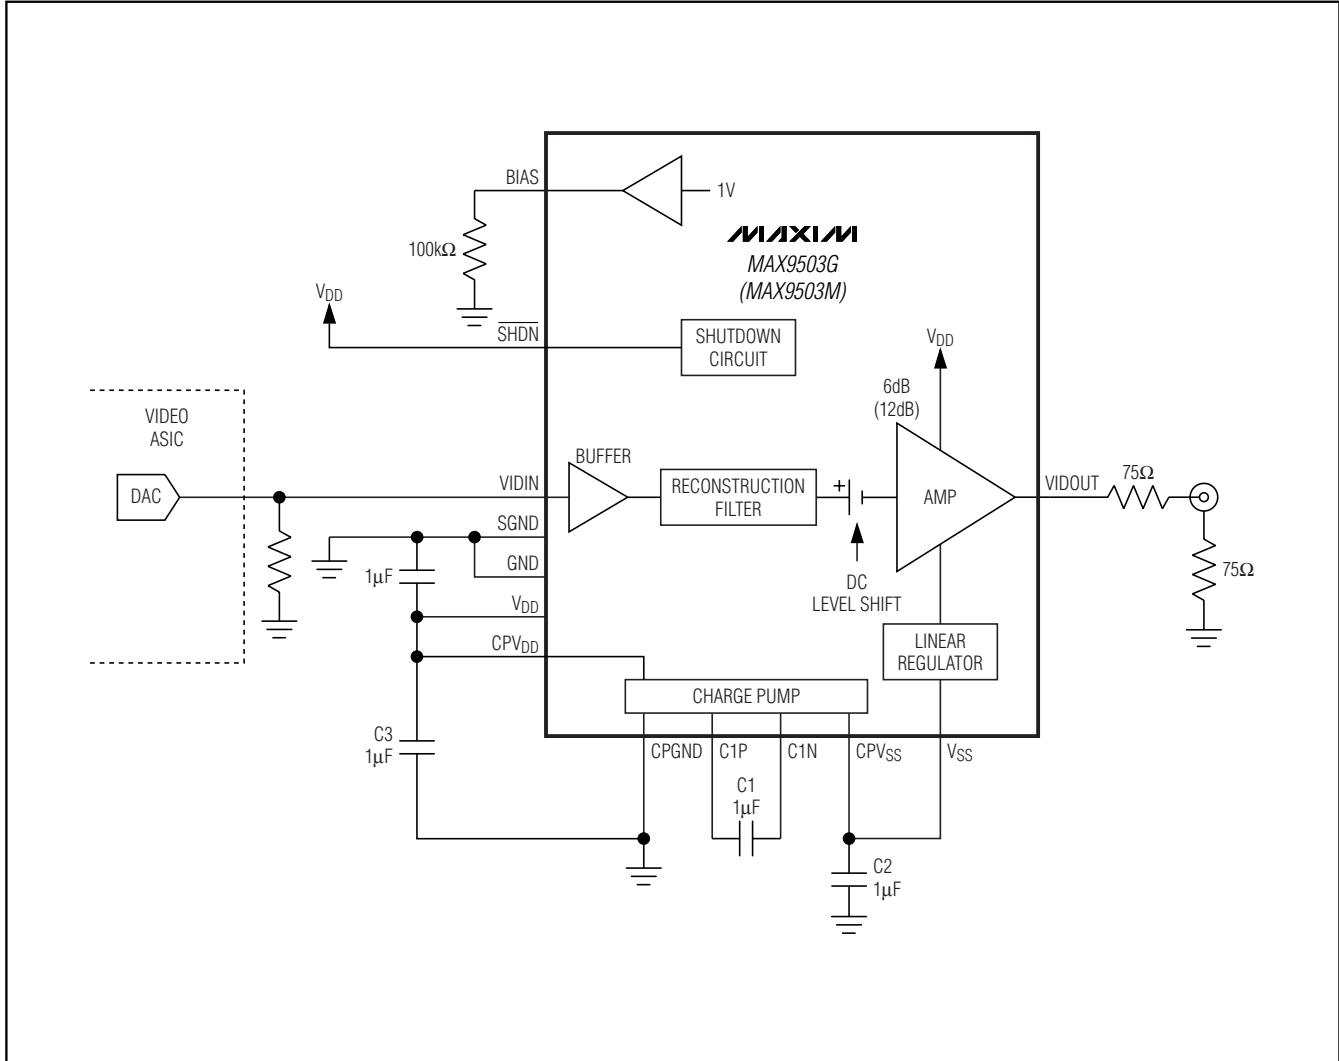 BIAS
1V
100kΩ
MAXIM
MAX9503G
(MAX9503M)
VDD
SHDN
SHUTDOWN
CIRCUIT
VDD
6dB
(12dB)
VIDEO
ASIC
DAC
VIDIN
BUFFER
RECONSTRUCTION
FILTER
+
AMP
VIDOUT
75Ω
75Ω
SGND
GND
1μF
DC
LEVEL SHIFT
VDD
CPVDD
LINEAR
REGULATOR
CHARGE PUMP
C3
1μF
CPGND
C1P
C1N
CPVSS
VSS
C1
1μF
C2
1μF